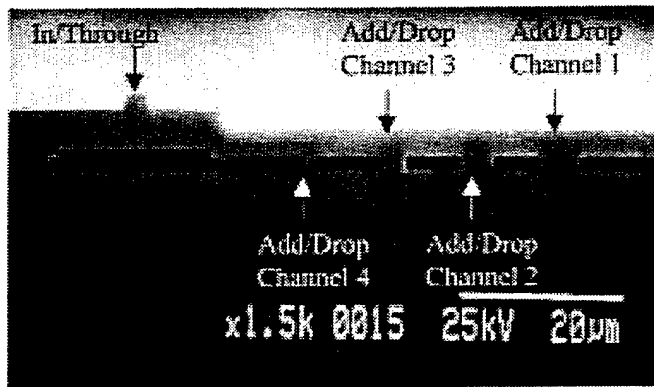 In/Through
Add/Drop
Channel 3
Add/Drop
Channel 1
Add/Drop
Channel 4
Add/Drop
Channel 2
x1.5k 0015 25kV 20µm